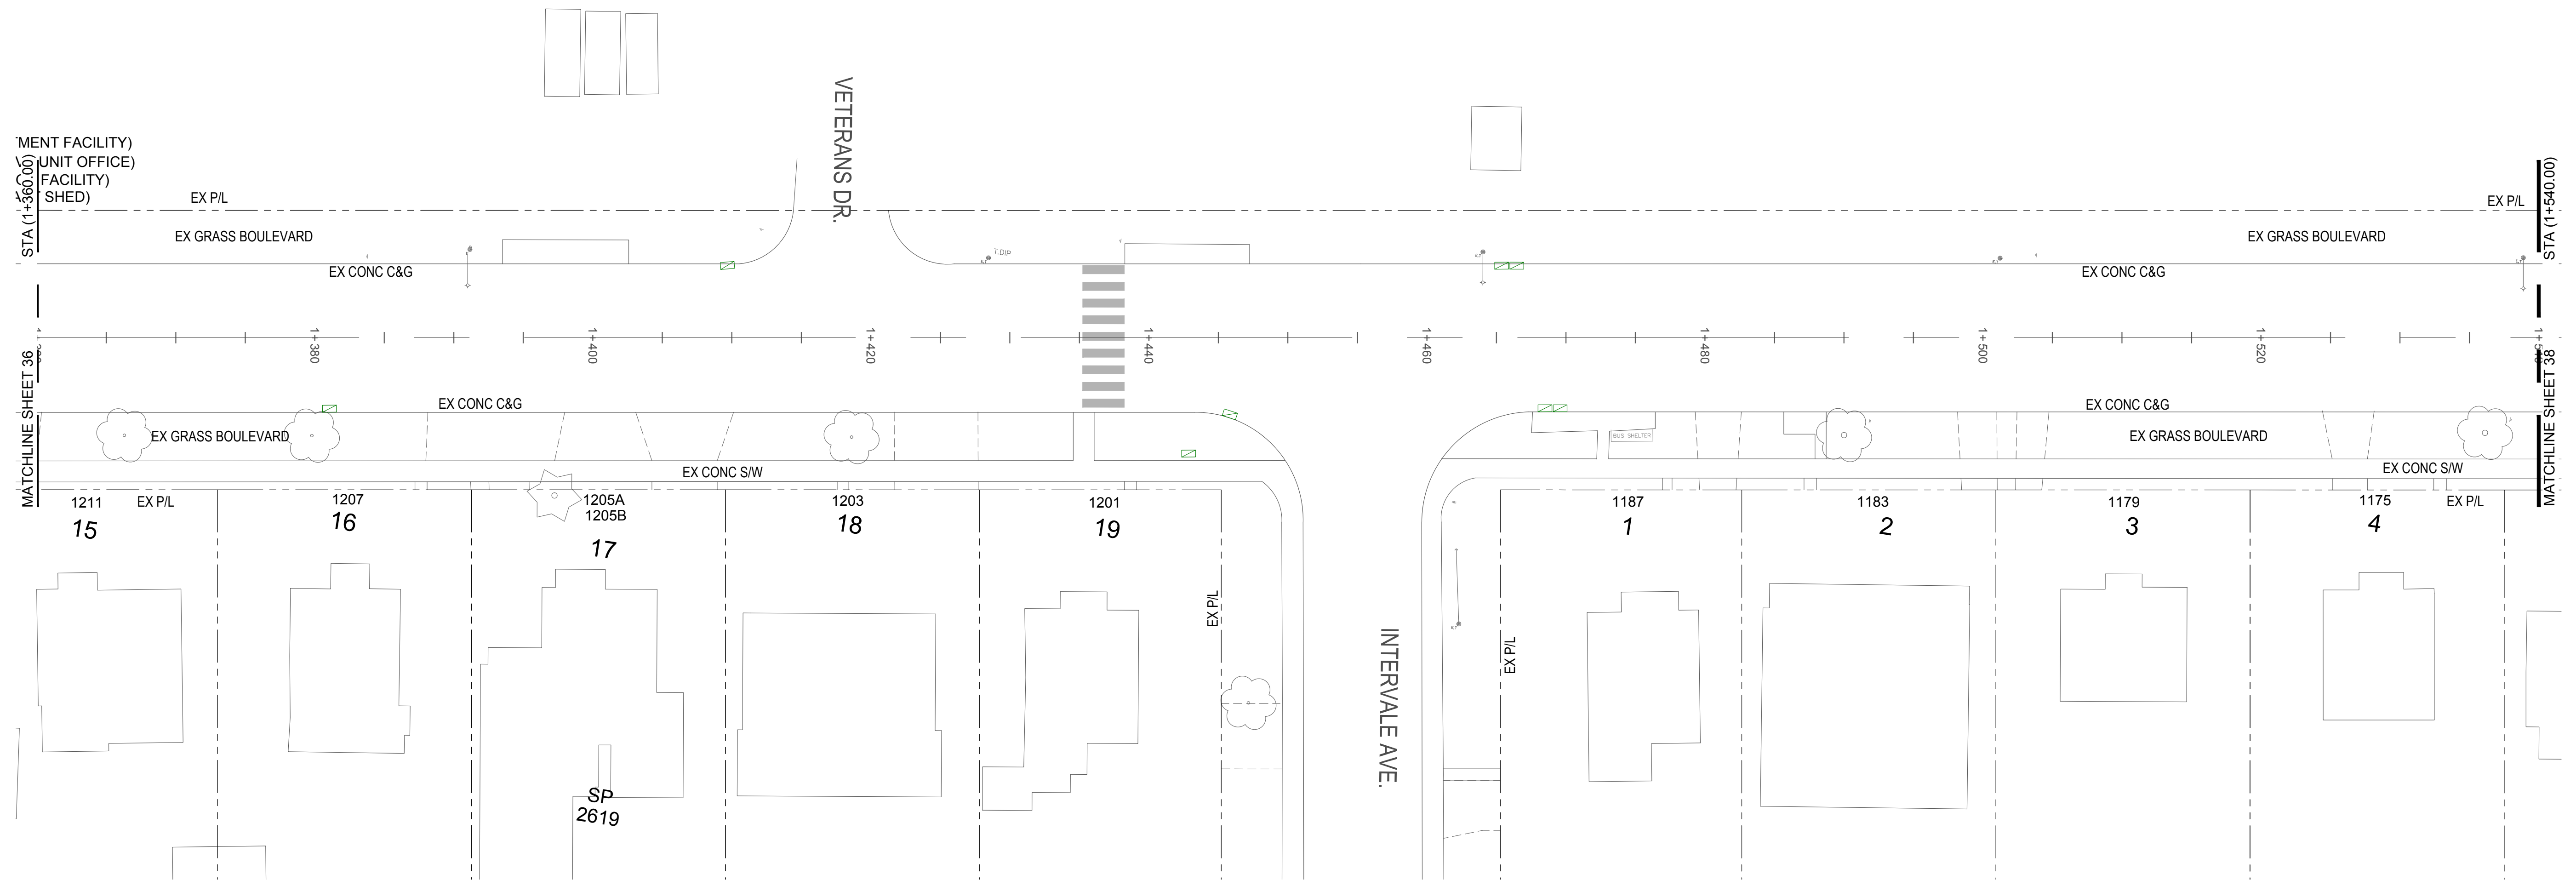 VETERANS DR.
MENT FACILITY)
UNIT OFFICE)
FACILITY)
SHED)
STA (1+360.00)
EX P/L
EX P/L
STA (1+540.00)
EX GRASS BOULEVARD
EX GRASS BOULEVARD
T.DIP
EX CONC C&G
EX CONC C&G
1+380
1+400
1+420
1+440
1+460
1+480
1+500
1+520
MATCHLINE SHEET 36
MATCHLINE SHEET 38
EX CONC C&G
EX CONC C&G
EX GRASS BOULEVARD
BUS SHELTER
EX GRASS BOULEVARD
EX CONC S/W
EX CONC S/W
1211
EX P/L
1207
1205A
1205B
1203
1201
1187
1183
1179
1175
EX P/L
15
16
17
18
19
1
2
3
4
EX P/L
EX P/L
INTERVALE AVE.
SP
2619